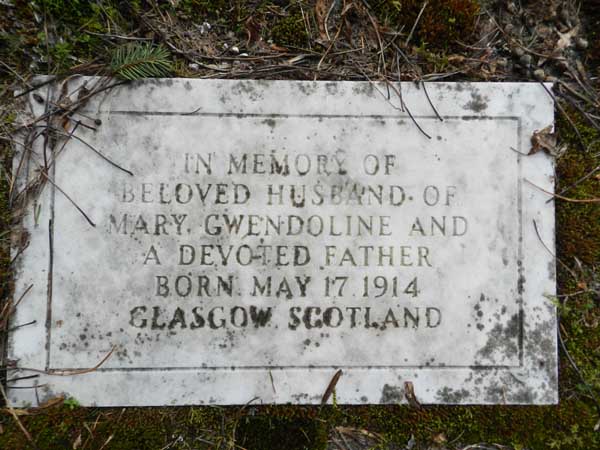 IN MEMORY OF
BELOVED HUSBAND OF
MARY GWENDOLINE AND
A DEVOTED FATHER
BORN MAY 17 1914
GLASGOW SCOTLAND